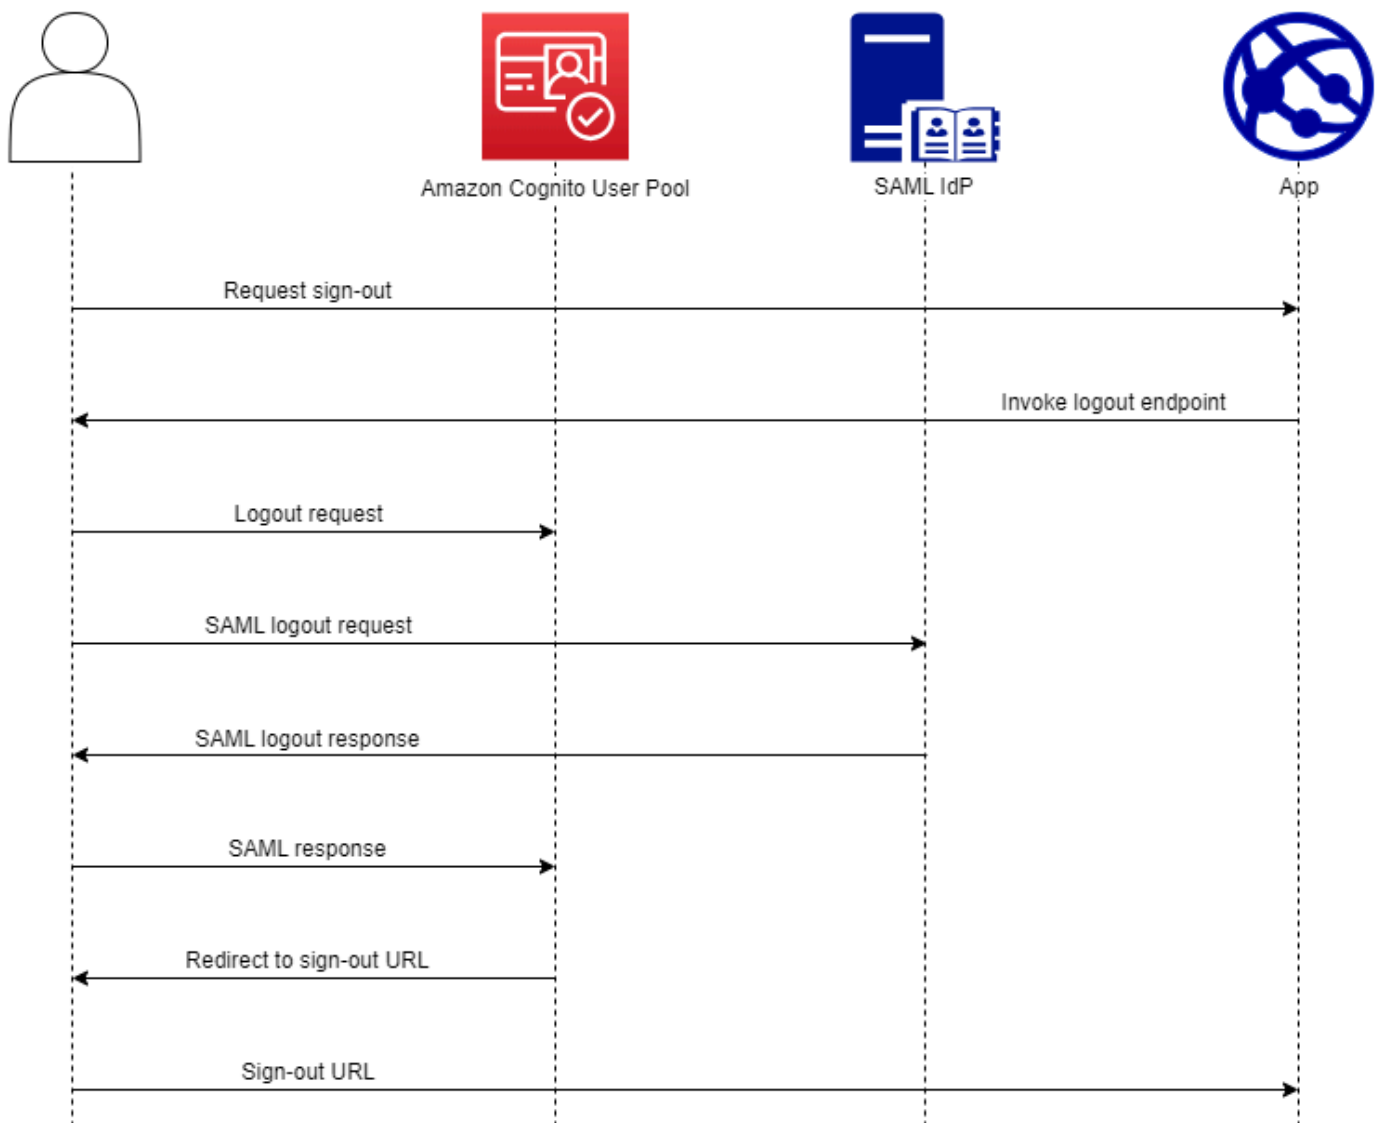 Amazon Cognito User Pool
SAML IdP
App
Request sign-out
Invoke logout endpoint
Logout request
SAML logout request
SAML logout response
SAML response
Redirect to sign-out URL
Sign-out URL